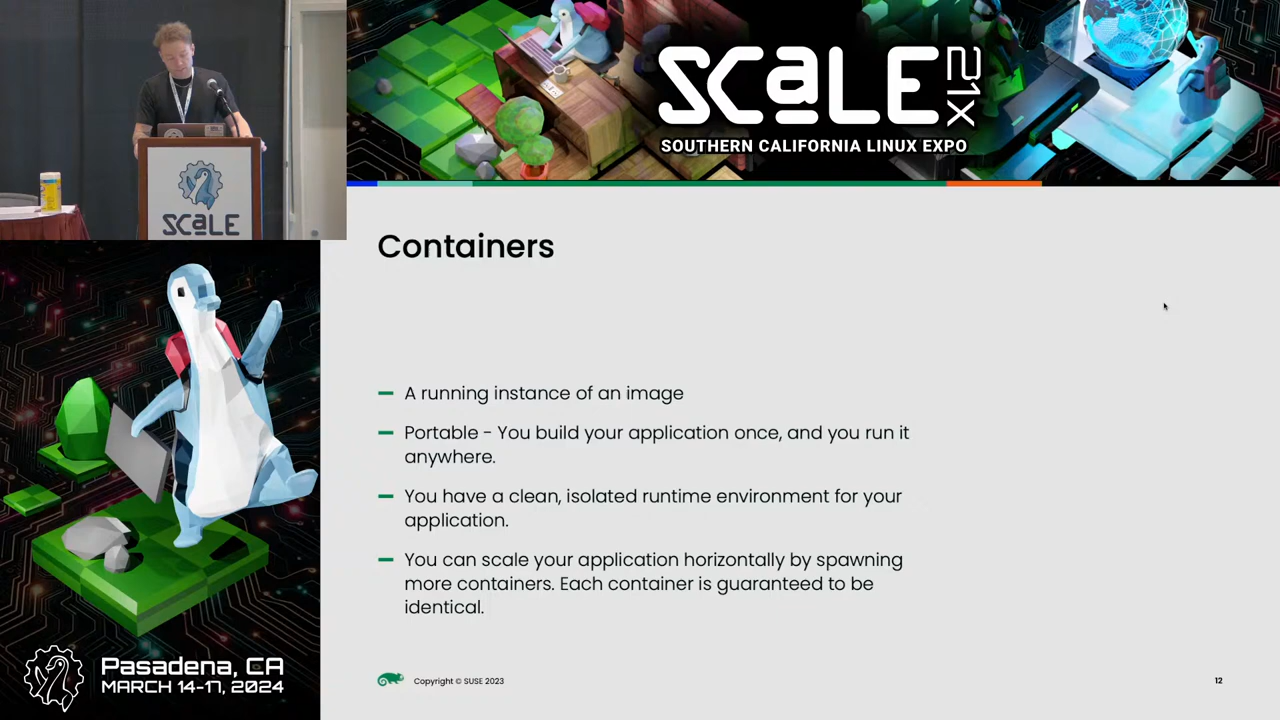 SCALE
21X
SOUTHERN CALIFORNIA LINUX EXPO
SCALE
Containers
A running instance of an image
Portable - You build your application once, and you run it
anywhere.
You have a clean, isolated runtime environment for your
application.
You can scale your application horizontally by spawning
more containers. Each container is guaranteed to be
identical.
Pasadena, CA
MARCH 14-17, 2024
Copyright © SUSE 2023
12